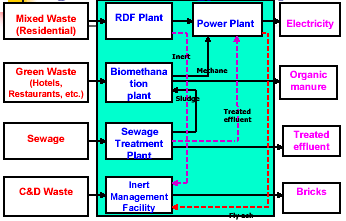 Mixed Waste
(Residential)
RDF Plant
Power Plant
Electricity
Inert
Methane
Green Waste
(Hotels,
Restaurants, etc.)
Biomethana
tion
plant
Organic
manure
Sludge
Treated
effluent
Sewage
Sewage
Treatment
Plant
Treated
effluent
C&D Waste
Inert
Management
Facility
Bricks
Fly ash